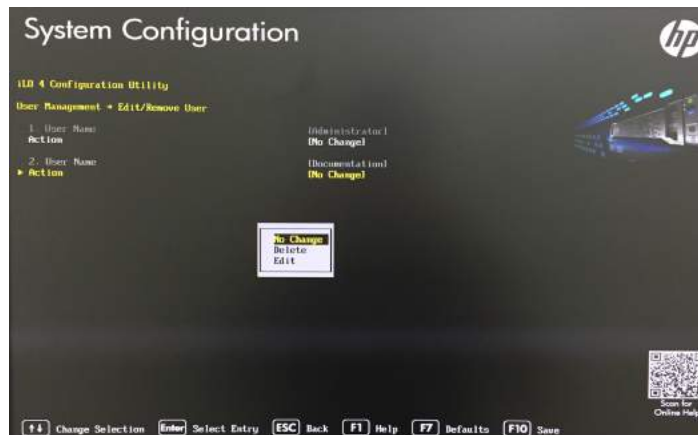 System Configuration
hp
iLO 4 Configuration Utility
User Management → Edit/Remove User
1. User Name [Administrator]
Action [No Change]
2. User Name [Documentation]
▶ Action [No Change]
No Change
Delete
Edit
Scan for
Online Help
[↑↓] Change Selection [Enter] Select Entry [ESC] Back [F1] Help [F7] Defaults [F10] Save